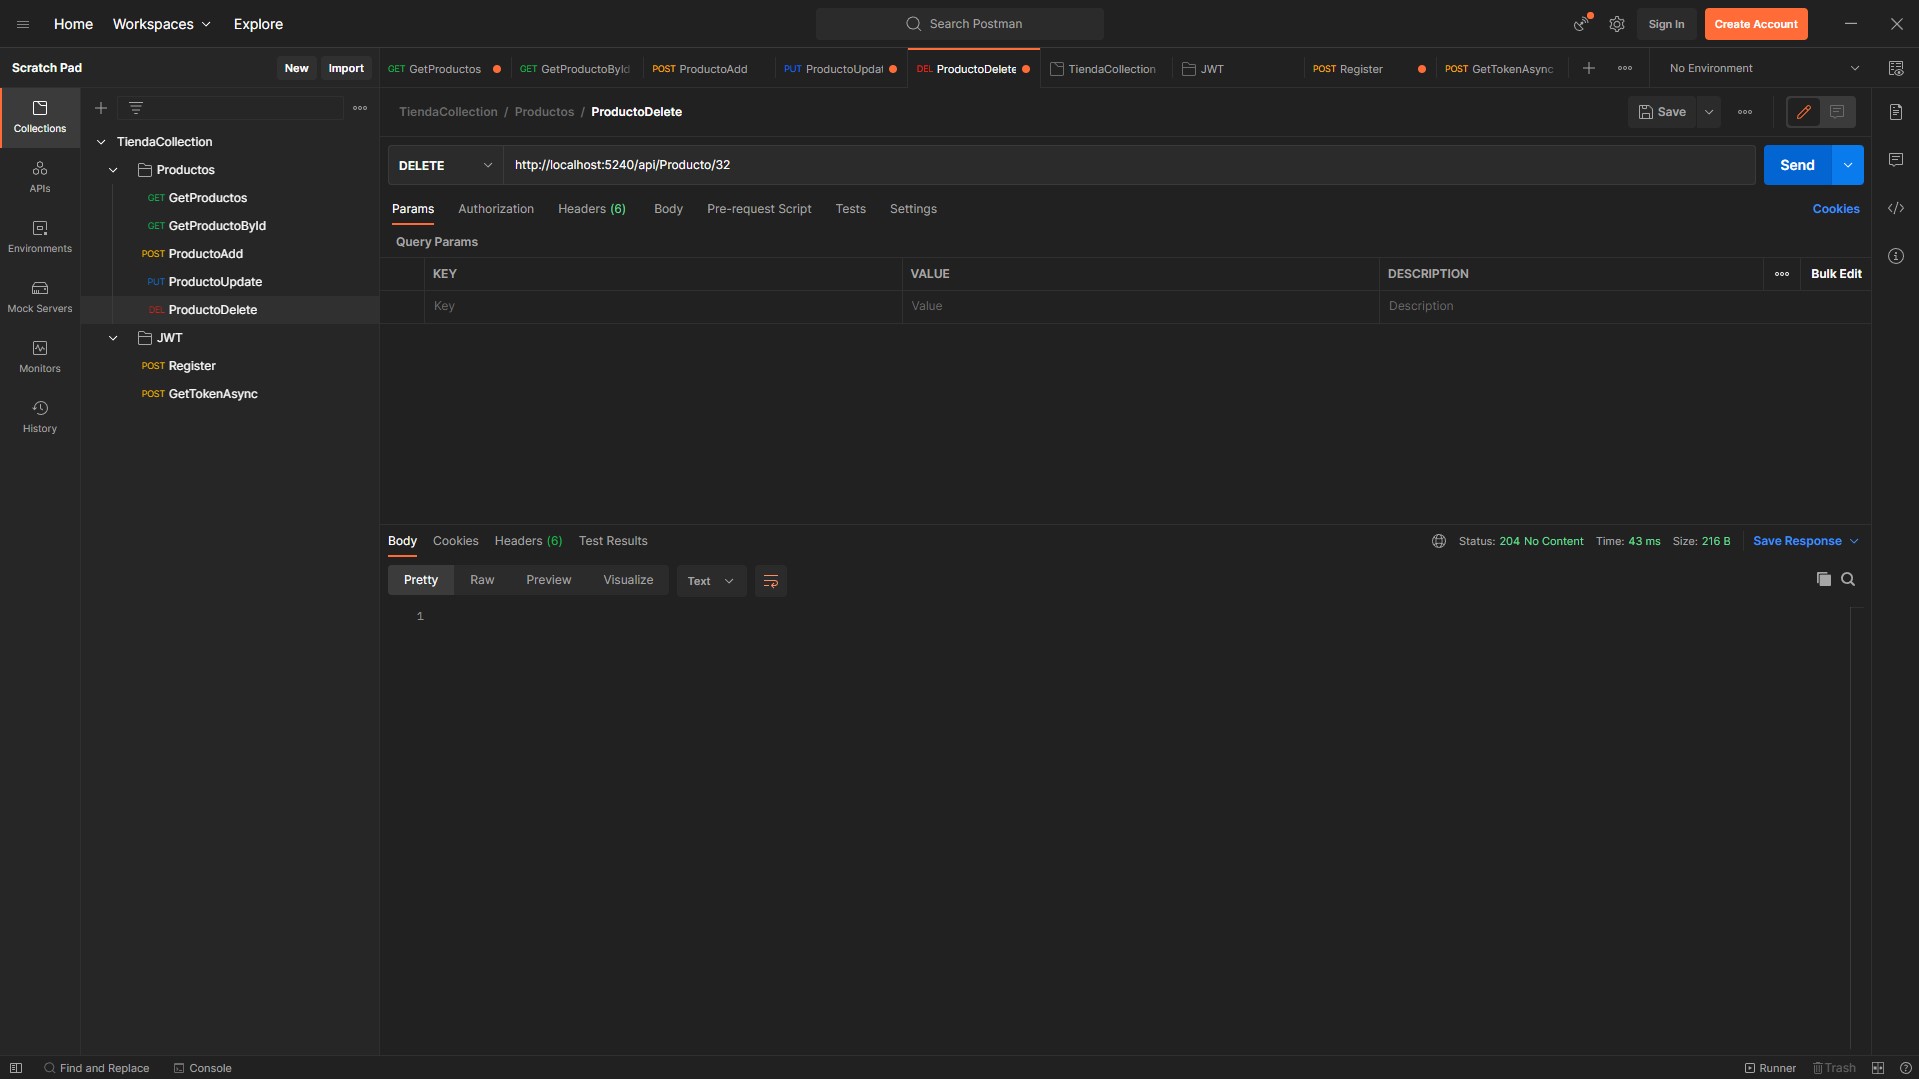 Home Workspaces Explore Search Postman Sign In Create Account
Scratch Pad New Import GET GetProductos GET GetProductoById POST ProductoAdd PUT ProductoUpdat DEL ProductoDelete TiendaCollection JWT POST Register POST GetTokenAsync No Environment
Collections
APIs
Environments
Mock Servers
Monitors
History
TiendaCollection
Productos
GET GetProductos
GET GetProductoById
POST ProductoAdd
PUT ProductoUpdate
DEL ProductoDelete
JWT
POST Register
POST GetTokenAsync
TiendaCollection / Productos / ProductoDelete Save
DELETE http://localhost:5240/api/Producto/32 Send
Params Authorization Headers (6) Body Pre-request Script Tests Settings Cookies
Query Params
KEY VALUE DESCRIPTION Bulk Edit
Key Value Description
Body Cookies Headers (6) Test Results Status: 204 No Content Time: 43 ms Size: 216 B Save Response
Pretty Raw Preview Visualize Text
1
Find and Replace Console Runner Trash